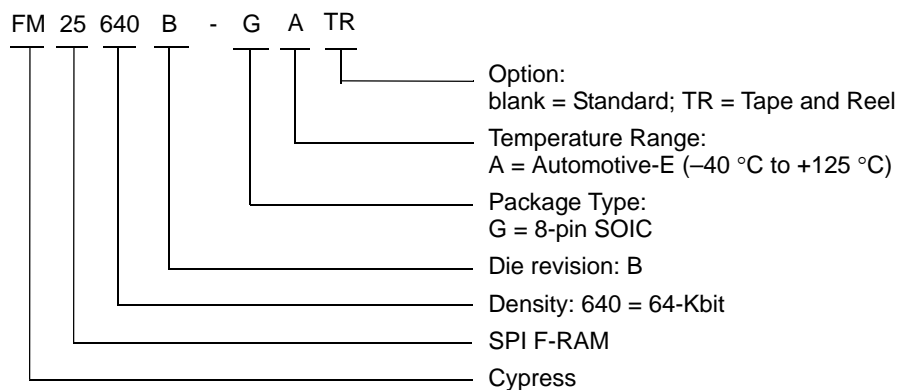 FM 25 640 B - G A TR
Option:
blank = Standard; TR = Tape and Reel
Temperature Range:
A = Automotive-E (–40 °C to +125 °C)
Package Type:
G = 8-pin SOIC
Die revision: B
Density: 640 = 64-Kbit
SPI F-RAM
Cypress